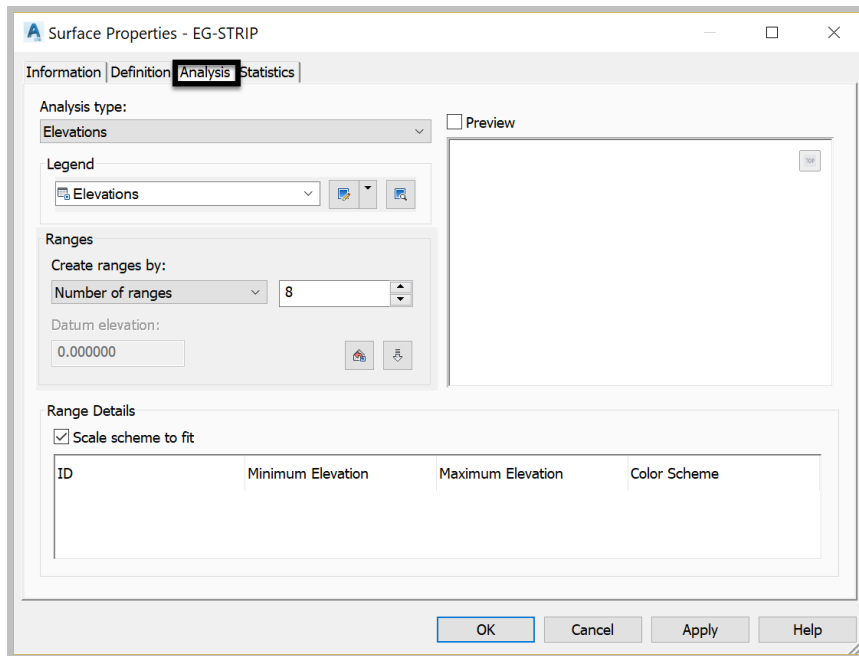 Surface Properties - EG-STRIP
Information Definition Analysis Statistics
Analysis type:
Elevations
Preview
Legend
Elevations
Ranges
Create ranges by:
Number of ranges 8
Datum elevation:
0.000000
Range Details
Scale scheme to fit
ID Minimum Elevation Maximum Elevation Color Scheme
OK Cancel Apply Help